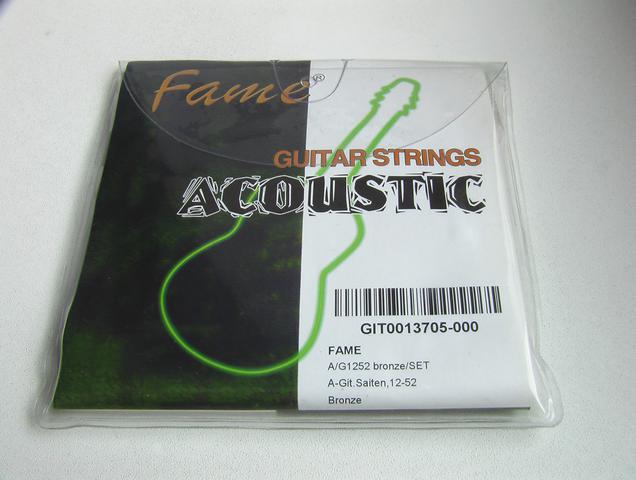 Fame®
GUITAR STRINGS
ACOUSTIC
GIT0013705-000
FAME
A/G1252 bronze/SET
A-Git.Saiten,12-52
Bronze